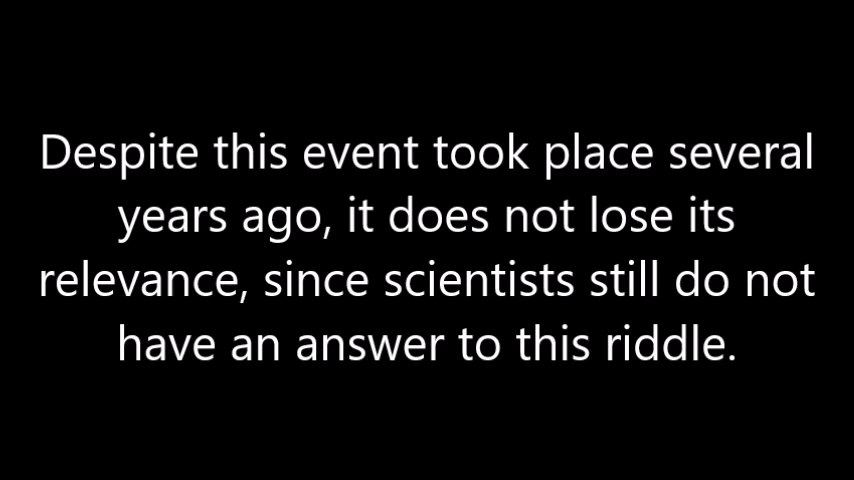 Despite this event took place several
years ago, it does not lose its
relevance, since scientists still do not
have an answer to this riddle.